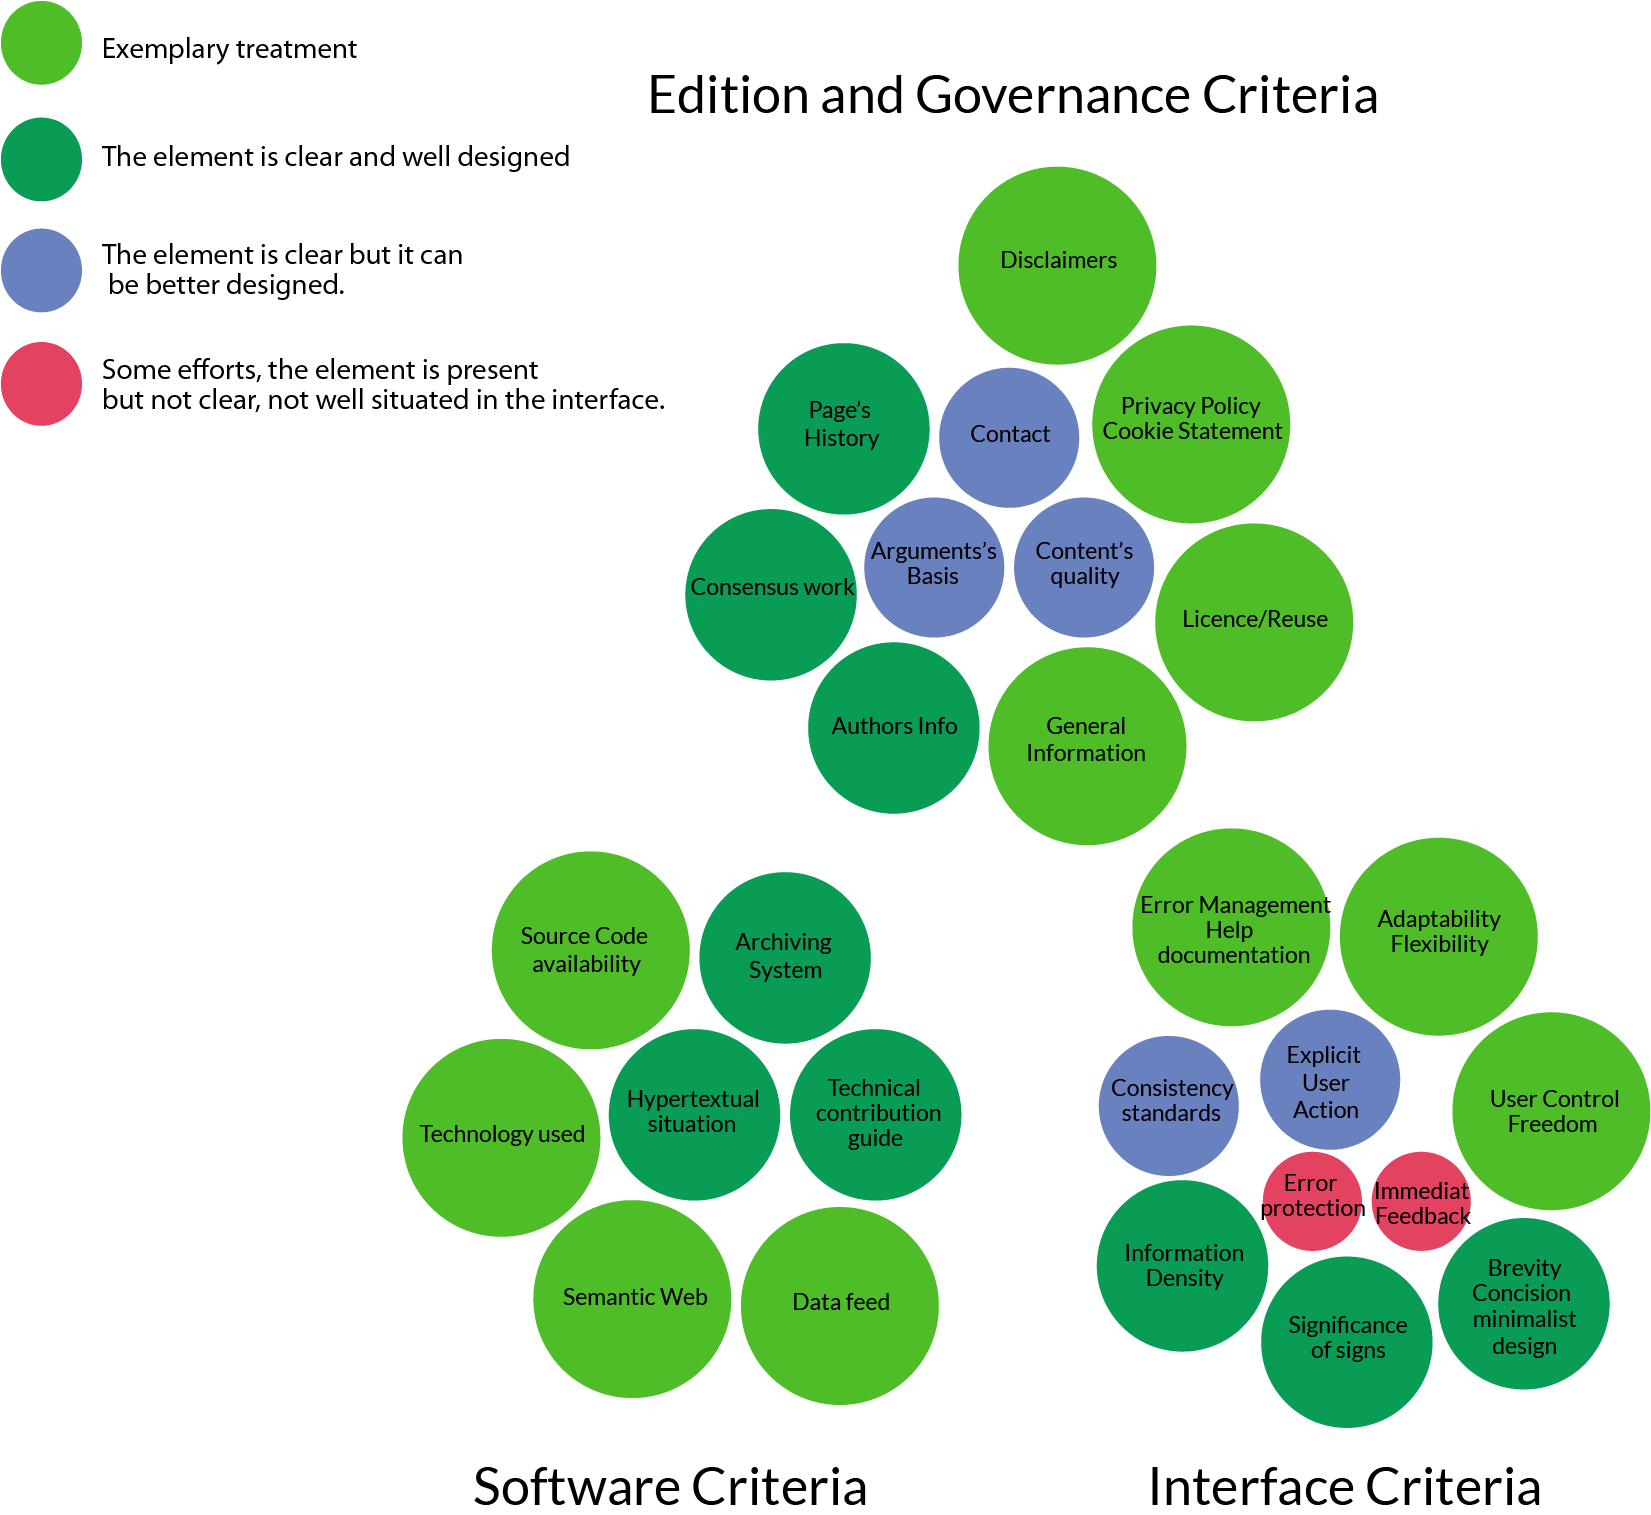 Exemplary treatment
The element is clear and well designed
The element is clear but it can
be better designed.
Some efforts, the element is present
but not clear, not well situated in the interface.
Edition and Governance Criteria
Disclaimers
Page’s
History
Contact
Privacy Policy
Cookie Statement
Consensus work
Arguments’s
Basis
Content’s
quality
Licence/Reuse
Authors Info
General
Information
Source Code
availability
Archiving
System
Technology used
Hypertextual
situation
Technical
contribution
guide
Semantic Web
Data feed
Software Criteria
Error Management
Help
documentation
Adaptability
Flexibility
Consistency
standards
Explicit
User
Action
User Control
Freedom
Error
protection
Immediat
Feedback
Information
Density
Significance
of signs
Brevity
Concision
minimalist
design
Interface Criteria